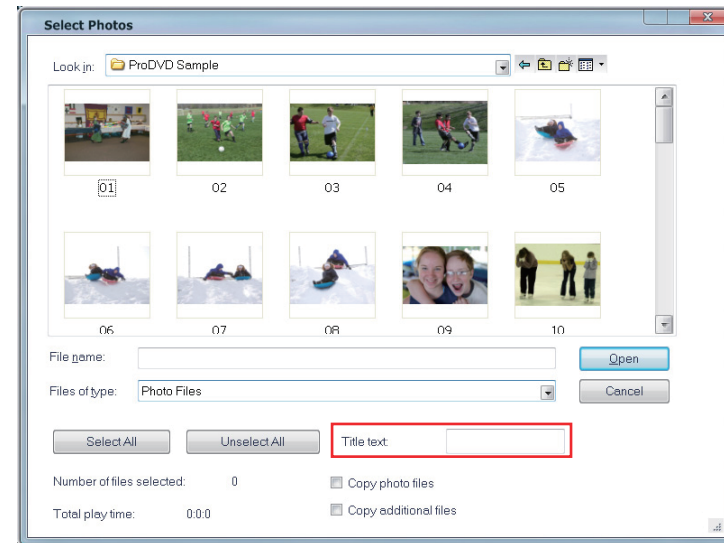 Select Photos
Look in: ProDVD Sample
01 02 03 04 05
06 07 08 09 10
File name: Open
Files of type: Photo Files Cancel
Select All Unselect All Title text:
Number of files selected: 0 Copy photo files
Total play time: 0:0:0 Copy additional files